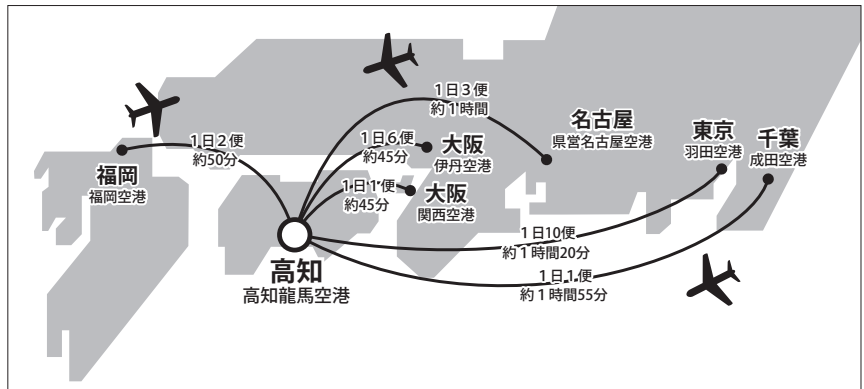 1日3便
約1時間
名古屋
県営名古屋空港
東京
羽田空港
千葉
成田空港
1日2便
約50分
1日6便
約45分
大阪
伊丹空港
福岡
福岡空港
1日1便
約45分
大阪
関西空港
1日10便
約1時間20分
高知
高知龍馬空港
1日1便
約1時間55分